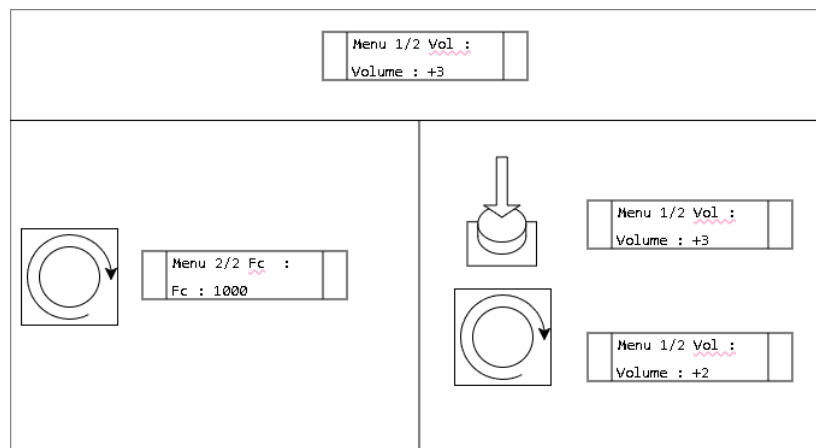 Menu 1/2 Vol :
Volume : +3
Menu 2/2 Fc  :
Fc : 1000
Menu 1/2 Vol :
Volume : +3
Menu 1/2 Vol :
Volume : +2